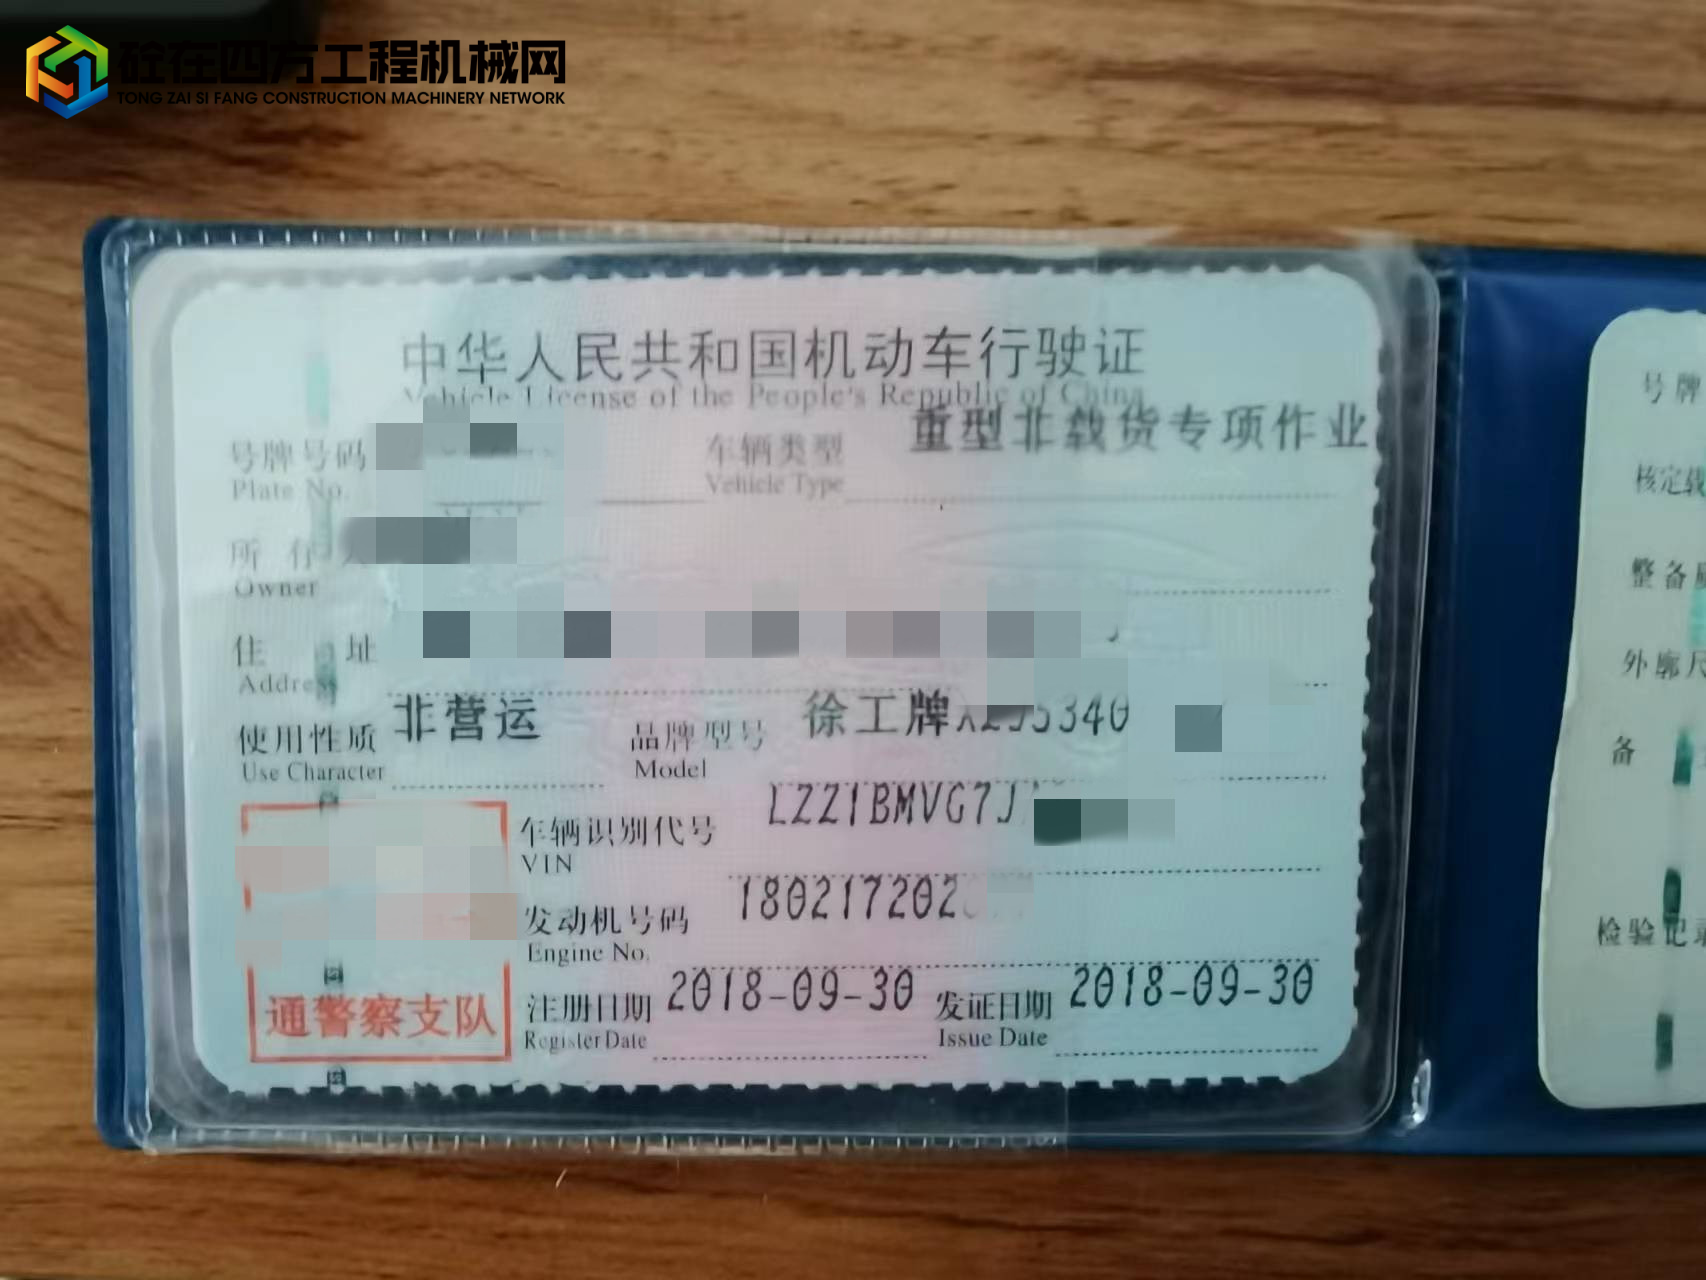 砼在四方工程机械网
TONG ZAI SI FANG CONSTRUCTION MACHINERY NETWORK
中华人民共和国机动车行驶证
Vehicle License of the People's Republic of China
号牌号码
Plate No.
车辆类型 重型非载货专项作业
Vehicle Type
所有
Owner
住 址
Address
使用性质 非营运
Use Character
品牌型号 徐工牌
5340
Model
车辆识别代号 LZZ1BMVG7J
VIN
发动机号码 180217202
Engine No.
注册日期 2018-09-30
Register Date
发证日期 2018-09-30
Issue Date
通警察支队
号牌
核定载
整备
外廓尺
备
检验记录